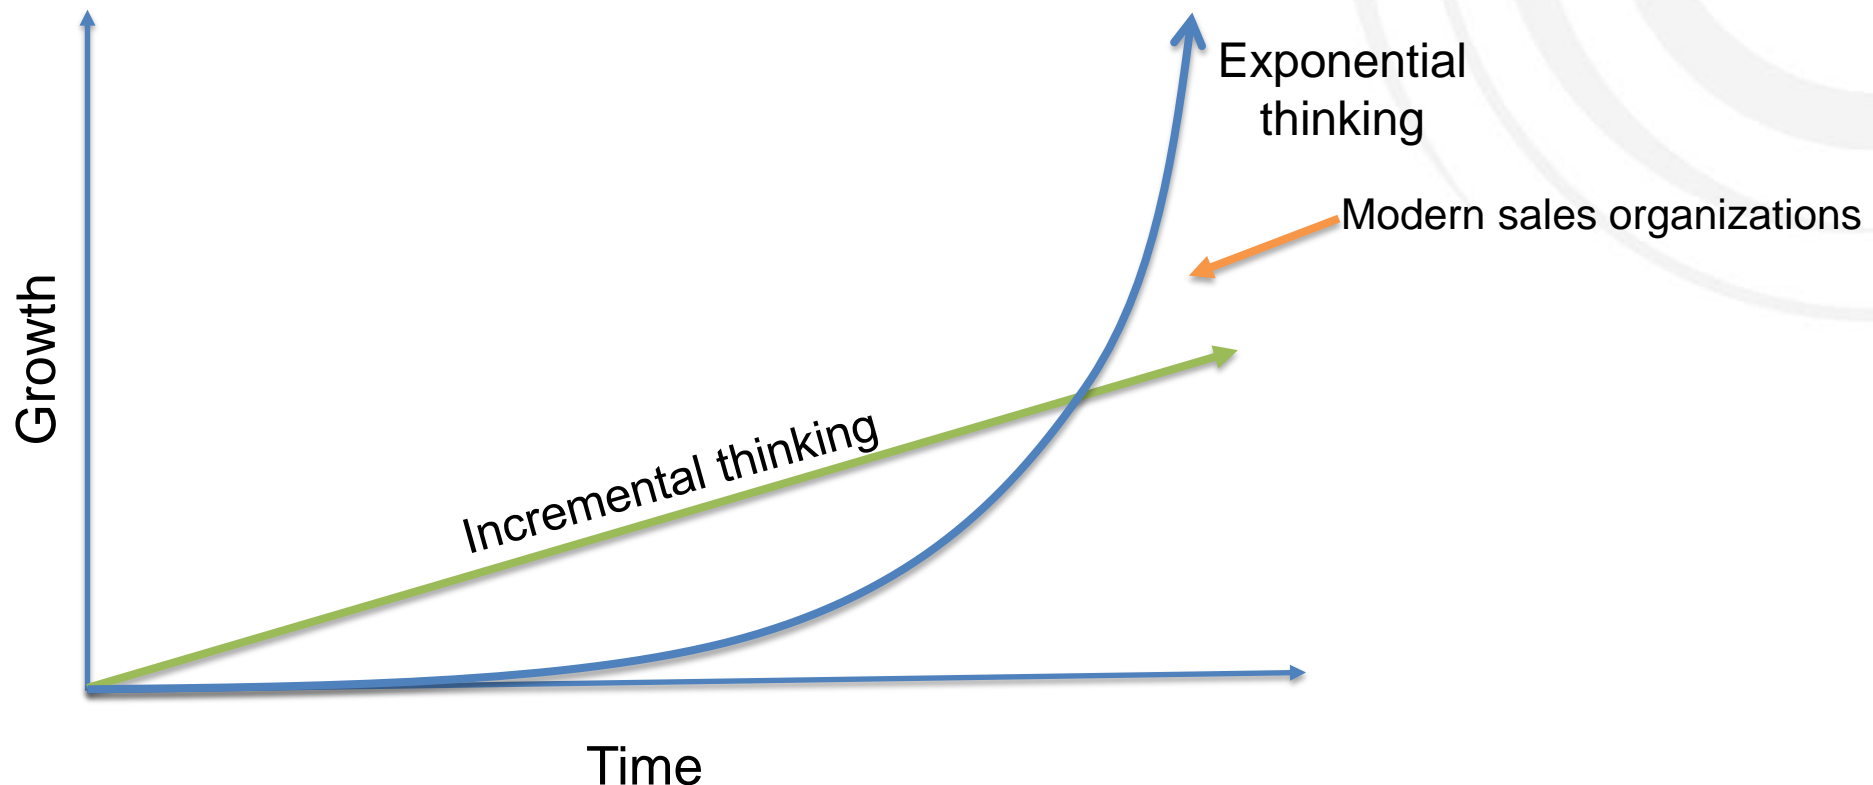 Exponential
thinking
Modern sales organizations
Growth
Incremental thinking
Time